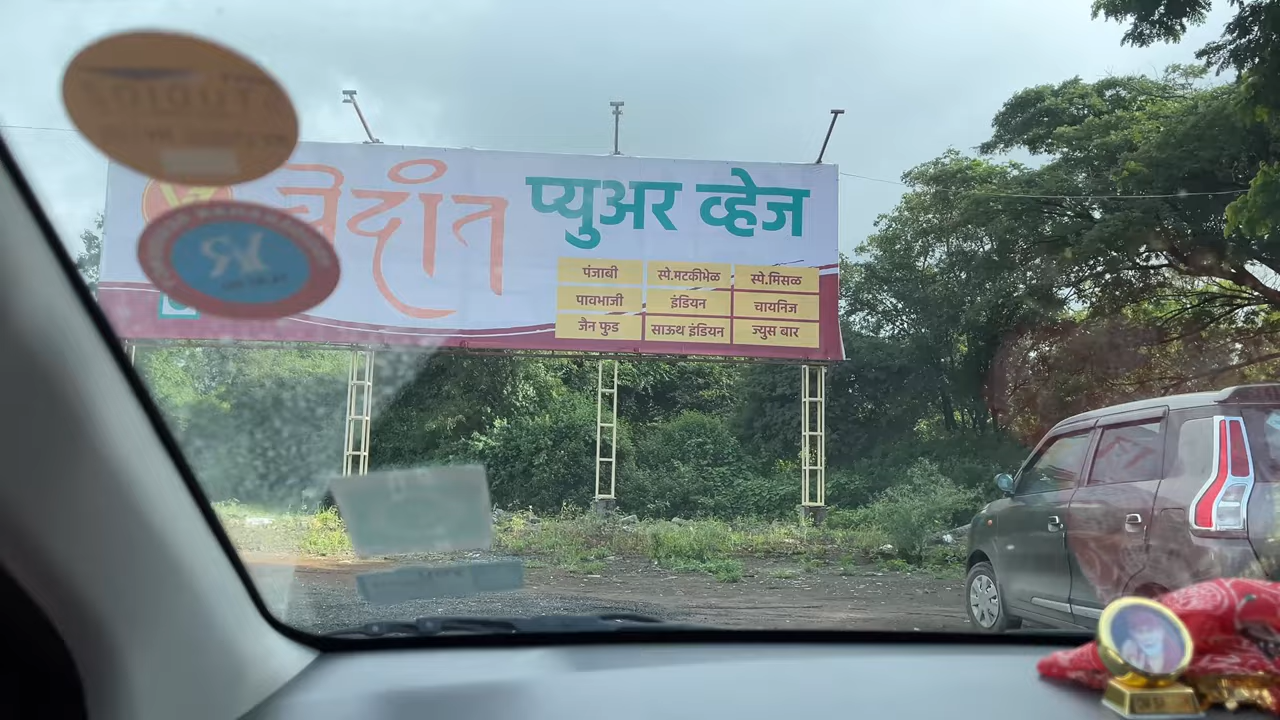 वेदांत
प्युअर व्हेज
पंजाबी स्पे.मटकीभेळ स्पे.मिसळ
पावभाजी इंडियन चायनिज
जैन फुड साऊथ इंडियन ज्युस बार